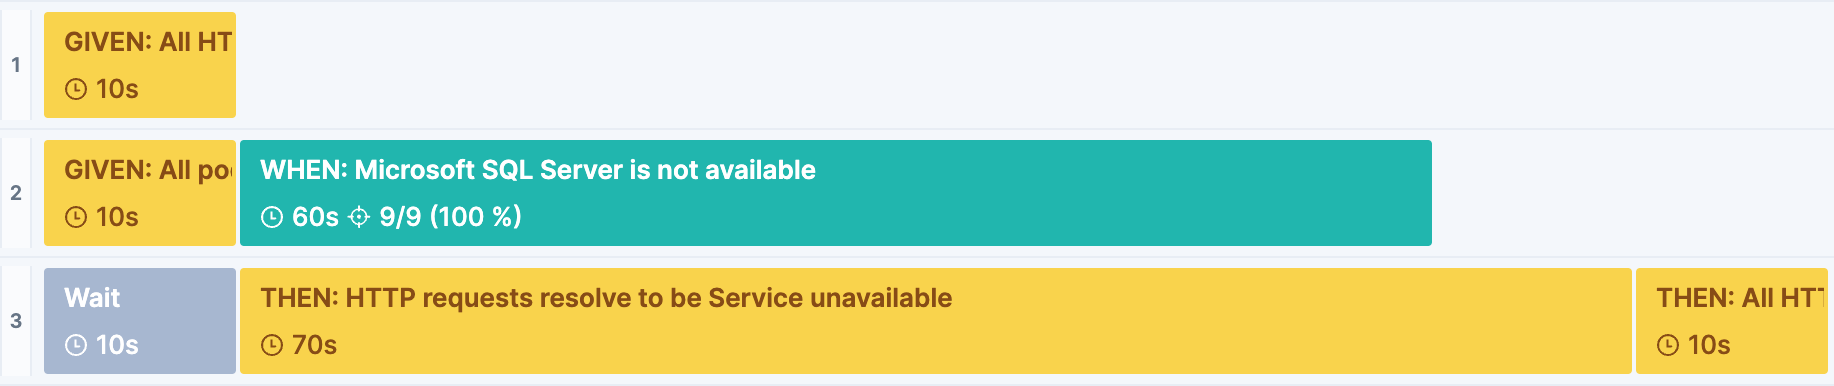 1
GIVEN: All HT
10s
2
GIVEN: All po
10s
WHEN: Microsoft SQL Server is not available
60s 9/9 (100 %)
3
Wait
10s
THEN: HTTP requests resolve to be Service unavailable
70s
THEN: All HTT
10s